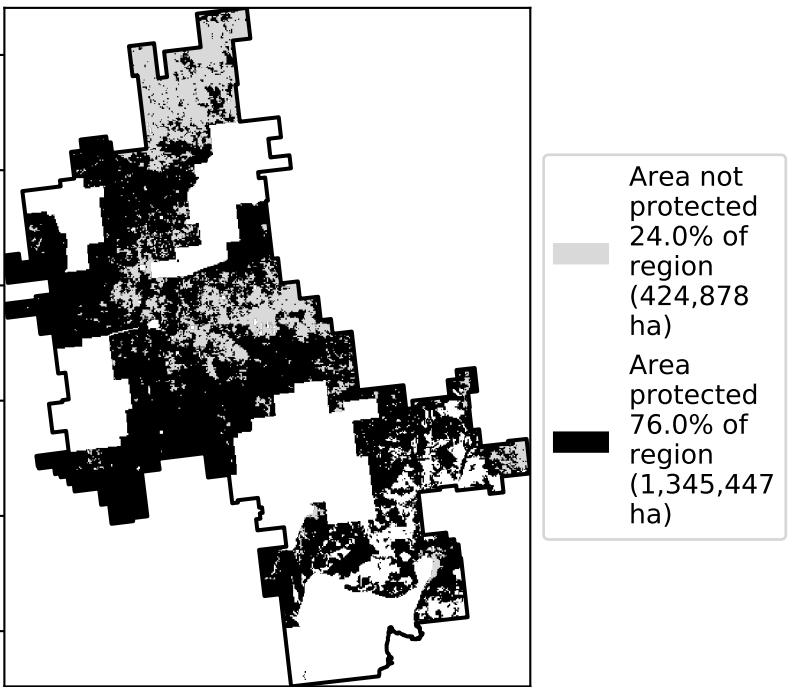 Area not
protected
24.0% of
region
(424,878
ha)
Area
protected
76.0% of
region
(1,345,447
ha)